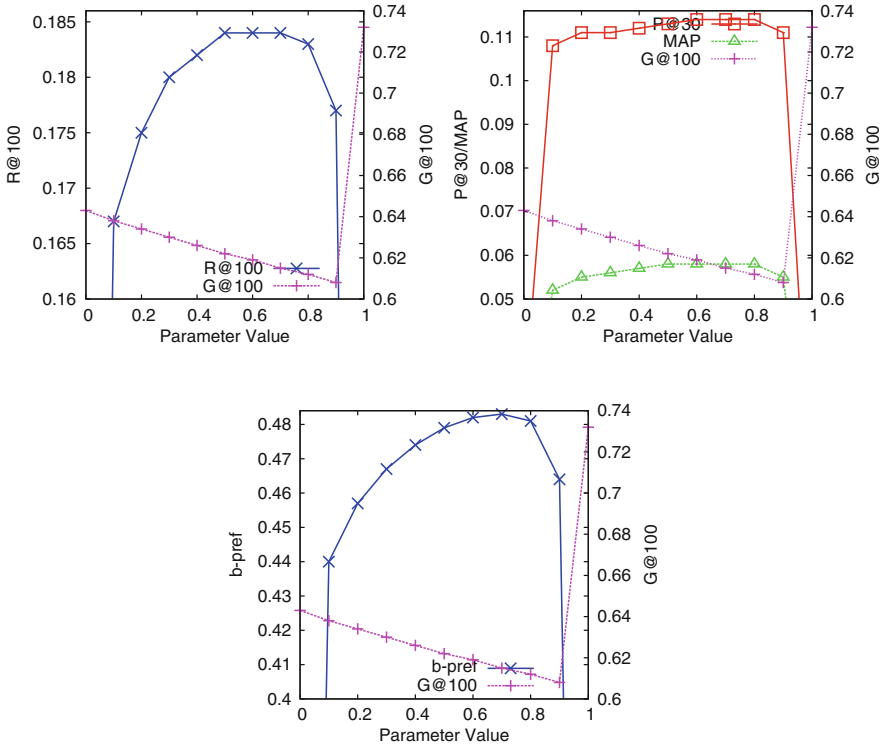 0.185
0.18
0.175
0.17
0.165
0.16
R@100
0.74
0.72
0.7
0.68
0.66
0.64
0.62
0.6
G@100
R@100
G@100
0 0.2 0.4 0.6 0.8 1
Parameter Value
0.11
0.1
0.09
0.08
0.07
0.06
0.05
P@30/MAP
0.74
0.72
0.7
0.68
0.66
0.64
0.62
0.6
G@100
P@30
MAP
G@100
0 0.2 0.4 0.6 0.8 1
Parameter Value
0.48
0.47
0.46
0.45
0.44
0.43
0.42
0.41
0.4
b-pref
0.74
0.72
0.7
0.68
0.66
0.64
0.62
0.6
G@100
b-pref
G@100
0 0.2 0.4 0.6 0.8 1
Parameter Value